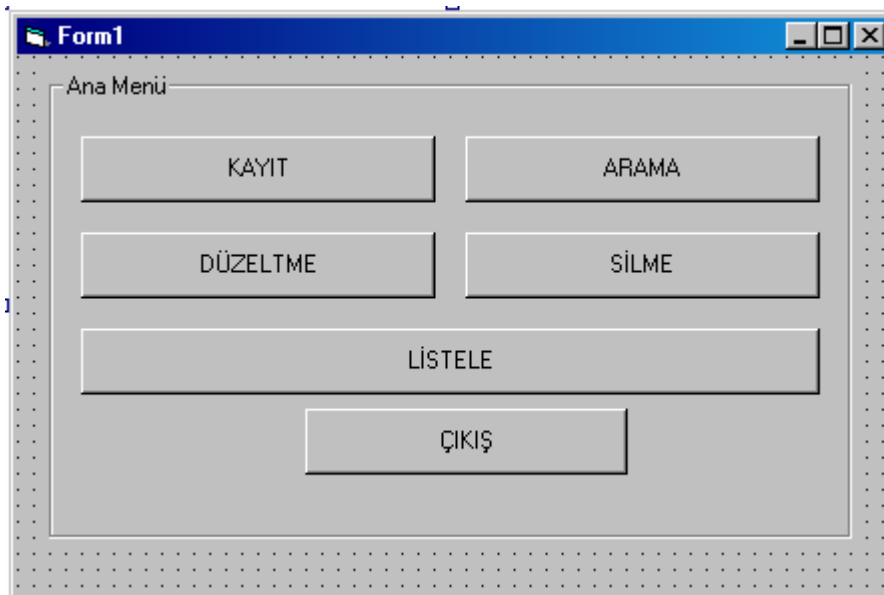 Form1
Ana Menü
KAYIT ARAMA
DÜZELTME SİLME
LİSTELE
ÇIKIŞ